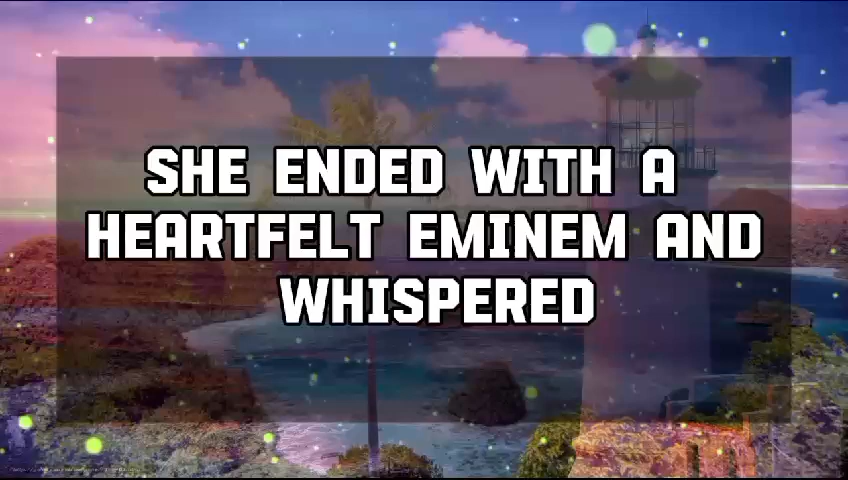 SHE ENDED WITH A
HEARTFELT EMINEM AND
WHISPERED